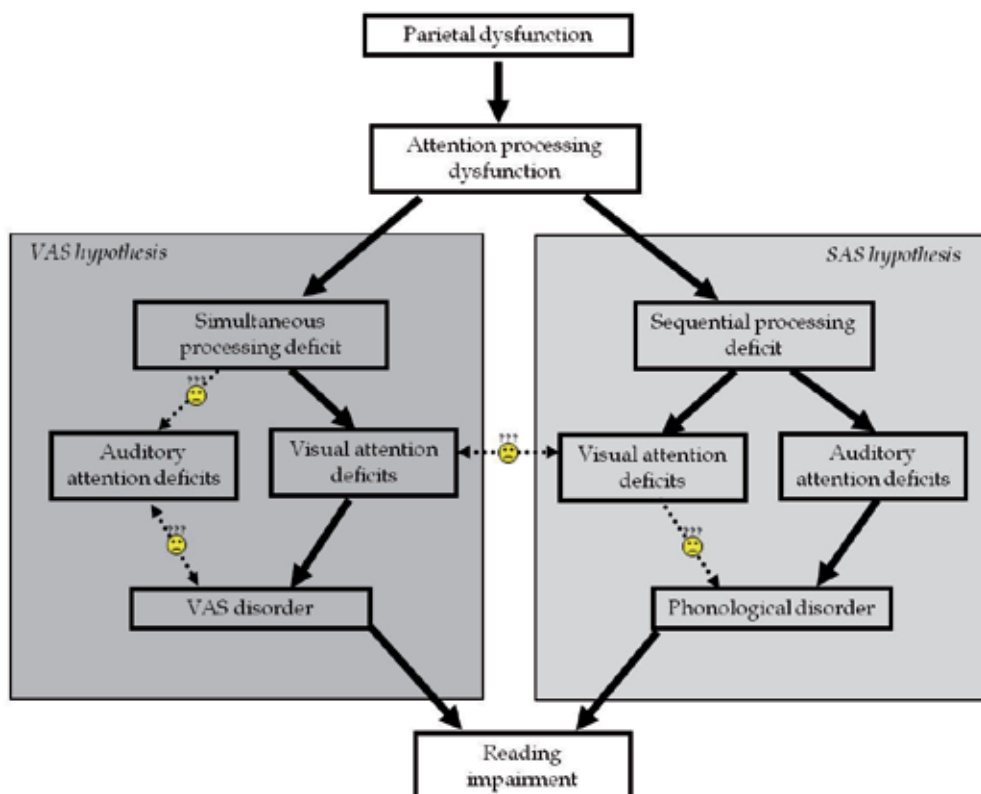 Parietal dysfunction
Attention processing
dysfunction
VAS hypothesis
SAS hypothesis
Simultaneous
processing deficit
Sequential processing
deficit
???
Auditory
attention deficits
Visual attention
deficits
???
Visual attention
deficits
Auditory
attention deficits
???
???
VAS disorder
Phonological disorder
Reading
impairment